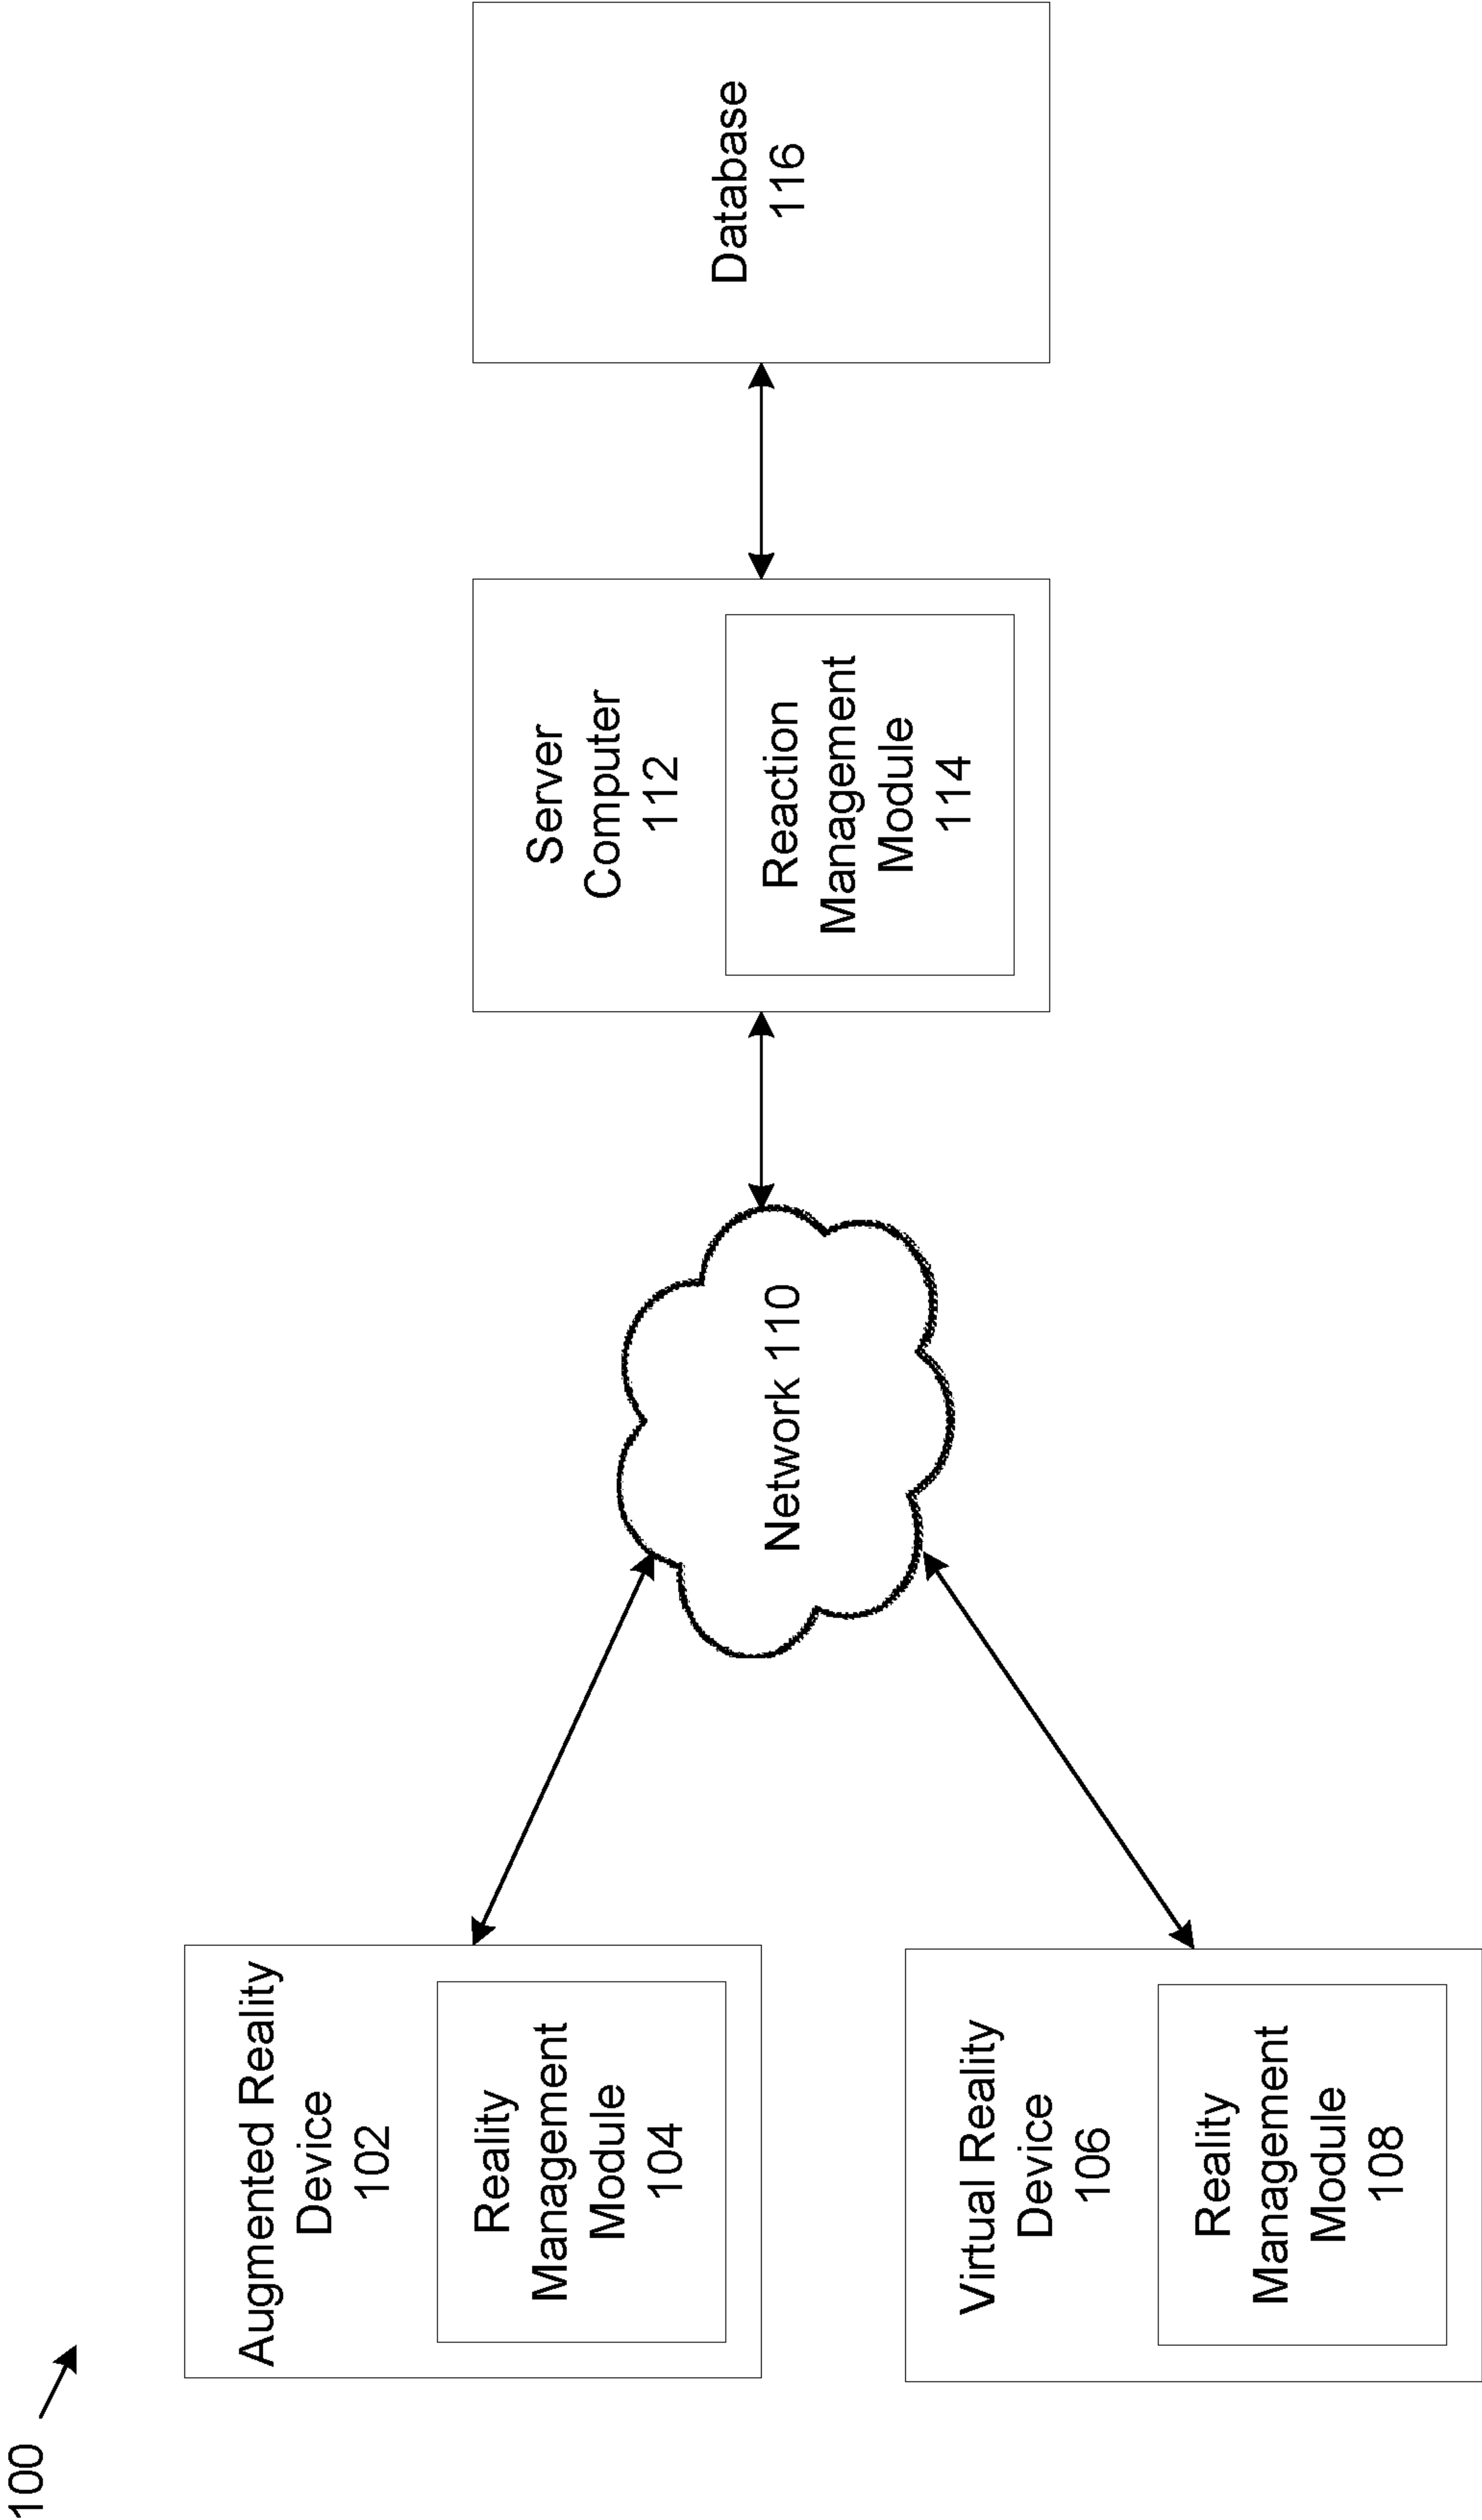 100
Augmented Reality
Device
102
Reality
Management
Module
104
Virtual Reality
Device
106
Reality
Management
Module
108
Network 110
Server
Computer
112
Reaction
Management
Module
114
Database
116